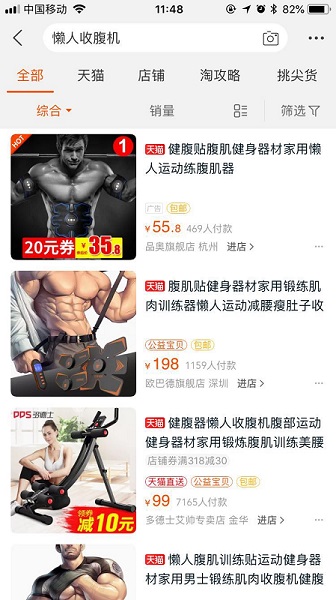 中国移动
11:48
82%
懒人收腹机
全部
天猫
店铺
淘攻略
挑尖货
综合
销量
筛选
HOT
1
20元券
¥35.8
天猫 健腹贴腹肌健身器材家用懒
人运动练腹肌器
广告 包邮
¥55.8 469人付款
品奥旗舰店 杭州 进店 >
天猫 腹肌贴健身器材家用锻炼肌
肉训练器懒人运动减腰瘦肚子收
公益宝贝 包邮
¥198 1159人付款
欧巴德旗舰店 深圳 进店 >
DDS 多德士
领券
减10元
天猫 健腹器懒人收腹机腹部运动
健身器材家用锻炼腹肌训练美腰
店铺券满318减30
天猫直送 公益宝贝 包邮
¥99 7165人付款
多德士艾帅专卖店 金华 进店 >
天猫 懒人腹肌训练贴运动健身器
材家用男士锻练肌肉收腹机健腹